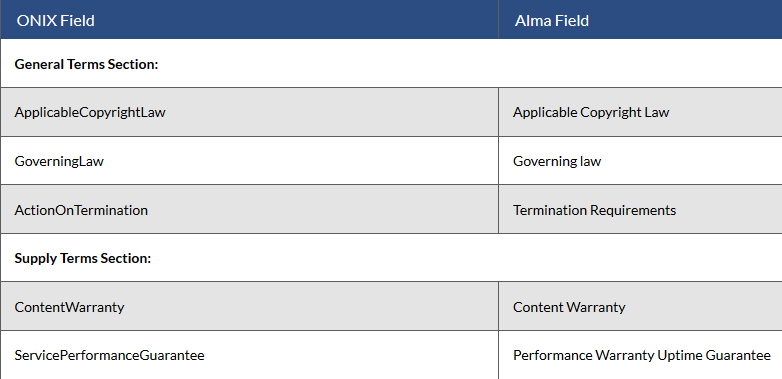 ONIX Field Alma Field
General Terms Section:
ApplicableCopyrightLaw Applicable Copyright Law
GoverningLaw Governing law
ActionOnTermination Termination Requirements
Supply Terms Section:
ContentWarranty Content Warranty
ServicePerformanceGuarantee Performance Warranty Uptime Guarantee